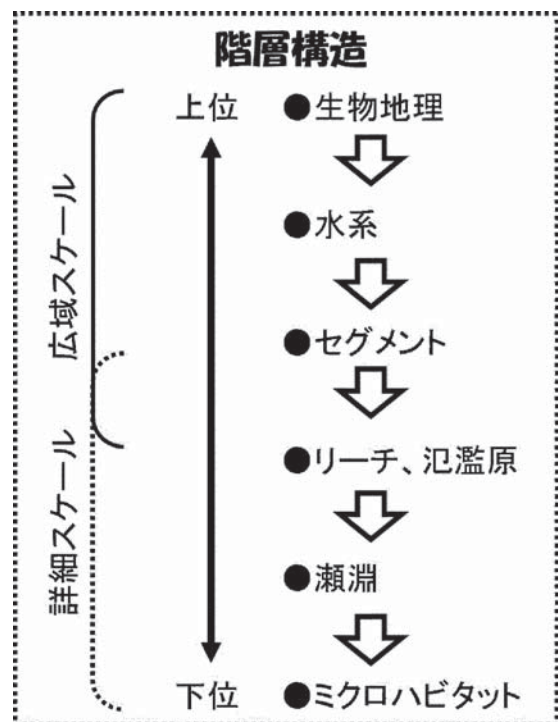 階層構造
上位 ●生物地理
●水系
●セグメント
●リーチ、氾濫原
●瀬淵
下位 ●ミクロハビタット
広域スケール
詳細スケール